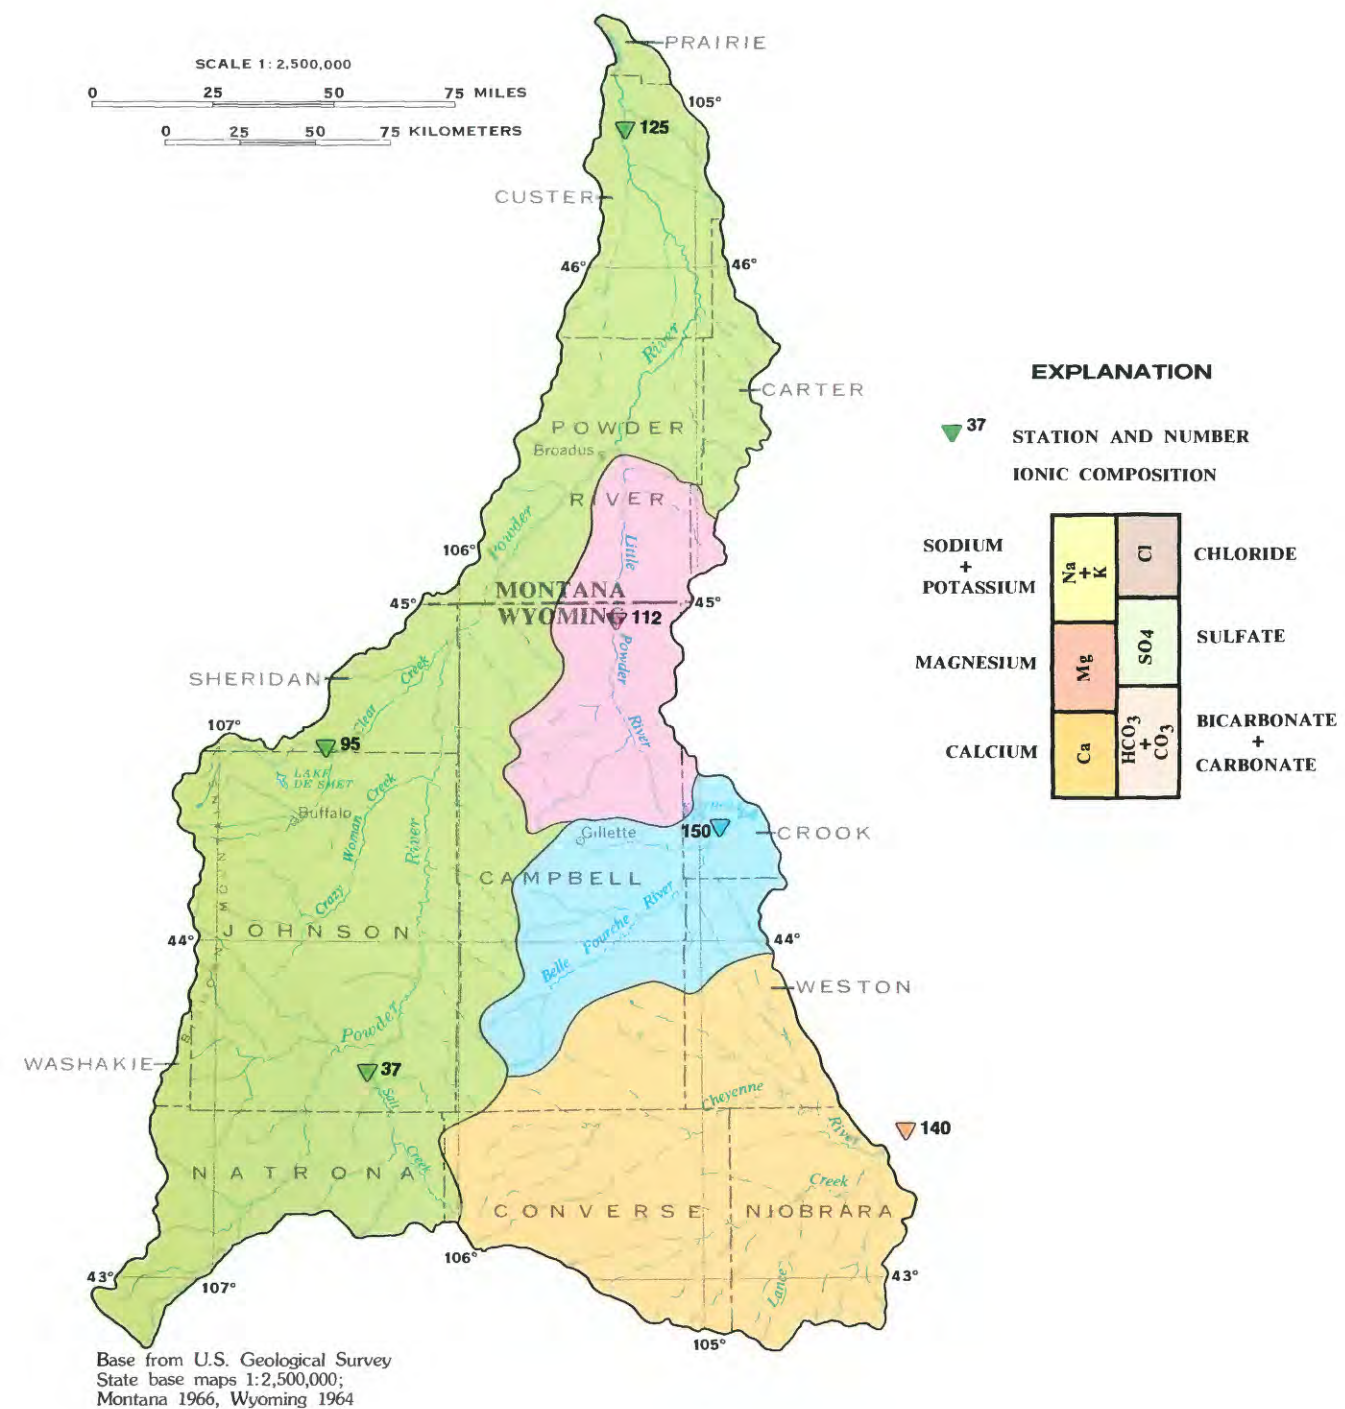 PRAIRIE
SCALE 1:2,500,000
0 25 50 75 MILES
105°
0 25 50 75 KILOMETERS
125
CUSTER
46°
46°
River
EXPLANATION
CARTER
37
STATION AND NUMBER
POWDER
Broadus
IONIC COMPOSITION
RIVER
Powder
Little
106°
SODIUM
+
POTASSIUM
Na
+
K
Cl
CHLORIDE
MONTANA
45°
45°
WYOMING
112
SO4
SULFATE
Powder
MAGNESIUM
Mg
Creek
SHERIDAN
Clear
107°
River
HCO3
+
CO3
BICARBONATE
+
CARBONATE
95
CALCIUM
Ca
LAKE
DE SMET
Creek
Buffalo
Woman
River
Gillette
150
CROOK
CAMPBELL
Crazy
River
MOUNTAINS
Fourche
JOHNSON
44°
44°
Belle
BIGHORN
WESTON
Powder
WASHAKIE
37
Salt
Cheyenne
140
River
Creek
NATRONA
Creek
CONVERSE
NIOBRARA
106°
43°
107°
43°
Lance
105°
Base from U.S. Geological Survey
State base maps 1:2,500,000;
Montana 1966, Wyoming 1964